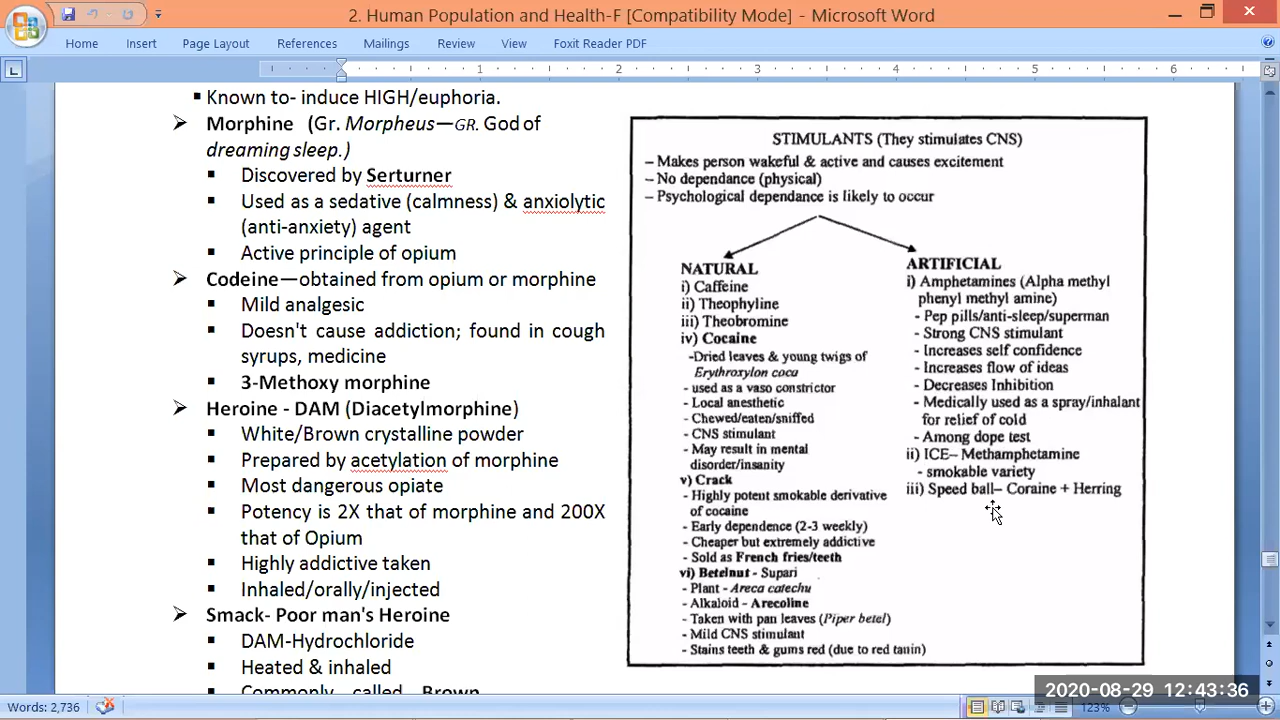 2. Human Population and Health-F [Compatibility Mode] - Microsoft Word
Home Insert Page Layout References Mailings Review View Foxit Reader PDF
1 2 3 4 5 6
▪ Known to- induce HIGH/euphoria.
➢ Morphine (Gr. Morpheus—GR. God of
dreaming sleep.)
▪ Discovered by Serturner
▪ Used as a sedative (calmness) & anxiolytic
(anti-anxiety) agent
▪ Active principle of opium
➢ Codeine—obtained from opium or morphine
▪ Mild analgesic
▪ Doesn't cause addiction; found in cough
syrups, medicine
▪ 3-Methoxy morphine
➢ Heroine - DAM (Diacetylmorphine)
▪ White/Brown crystalline powder
▪ Prepared by acetylation of morphine
▪ Most dangerous opiate
▪ Potency is 2X that of morphine and 200X
that of Opium
▪ Highly addictive taken
▪ Inhaled/orally/injected
➢ Smack- Poor man's Heroine
▪ DAM-Hydrochloride
▪ Heated & inhaled
▪ Commonly called Brown
STIMULANTS (They stimulates CNS)
– Makes person wakeful & active and causes excitement
– No dependance (physical)
– Psychological dependance is likely to occur
NATURAL
i) Caffeine
ii) Theophyline
iii) Theobromine
iv) Cocaine
-Dried leaves & young twigs of
Erythroxylon coca
- used as a vaso constrictor
- Local anesthetic
- Chewed/eaten/sniffed
- CNS stimulant
- May result in mental
disorder/insanity
v) Crack
- Highly potent smokable derivative
of cocaine
- Early dependence (2-3 weekly)
- Cheaper but extremely addictive
- Sold as French fries/teeth
vi) Betelnut - Supari
- Plant - Areca catechu
- Alkaloid - Arecoline
- Taken with pan leaves (Piper betel)
- Mild CNS stimulant
- Stains teeth & gums red (due to red tanin)
ARTIFICIAL
i) Amphetamines (Alpha methyl
phenyl methyl amine)
- Pep pills/anti-sleep/superman
- Strong CNS stimulant
- Increases self confidence
- Increases flow of ideas
- Decreases Inhibition
- Medically used as a spray/inhalant
for relief of cold
- Among dope test
ii) ICE– Methamphetamine
- smokable variety
iii) Speed ball– Coraine + Herring
Words: 2,736
123%
2020-08-29 12:43:36